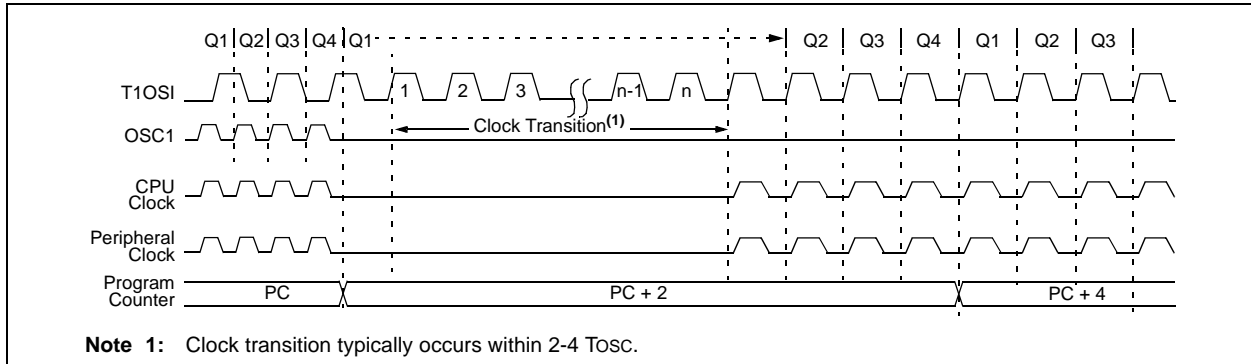 Q1 Q2 Q3 Q4 Q1 Q2 Q3 Q4 Q1 Q2 Q3
T1OSI 1 2 3 n-1 n
OSC1 Clock Transition(1)
CPU
Clock
Peripheral
Clock
Program
Counter PC PC + 2 PC + 4
Note 1: Clock transition typically occurs within 2-4 TOSC.